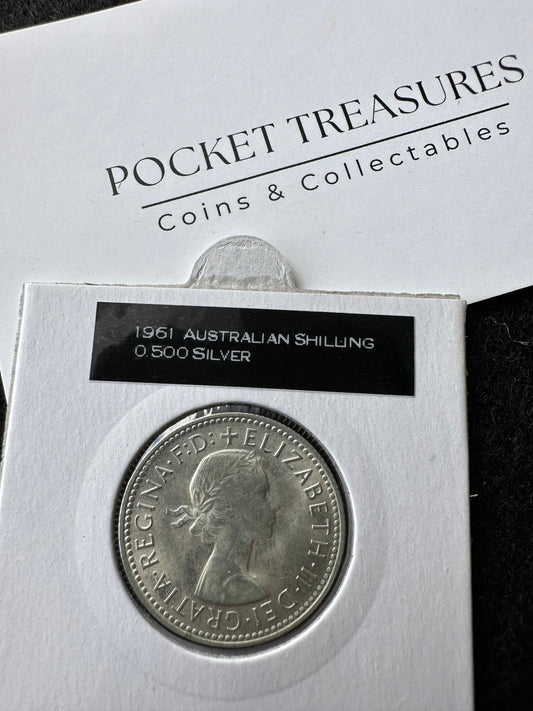 POCKET TREASURES
Coins & Collectables
1961 AUSTRALIAN SHILLING
0.500 SILVER
+ELIZABETH·II·DEI·GRATIA·REGINA·F:D: